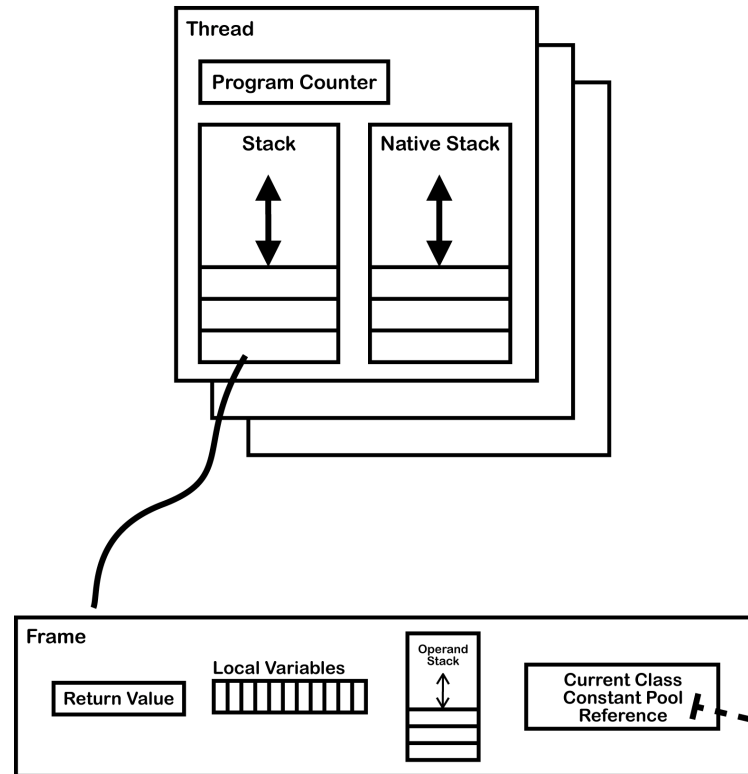 Thread
Program Counter
Stack
Native Stack
Frame
Return Value
Local Variables
Operand
Stack
Current Class
Constant Pool
Reference